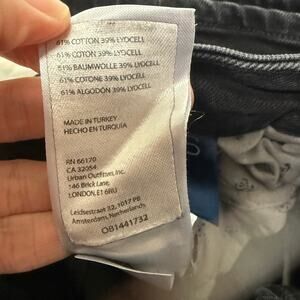 61% COTTON 39% LYOCELL
61% COTON 39% LYOCELL
61% BAUMWOLLE 39% LYOCELL
61% COTONE 39% LYOCELL
61% ALGODÓN 39% LYOCELL
MADE IN TURKEY
HECHO EN TURQUÍA
RN 66170
CA 32054
Urban Outfitters, Inc.
146 Brick Lane,
LONDON, E1 6RU
Leidsestraat 32, 1017 PB
Amsterdam, Netherlands
OB1441732